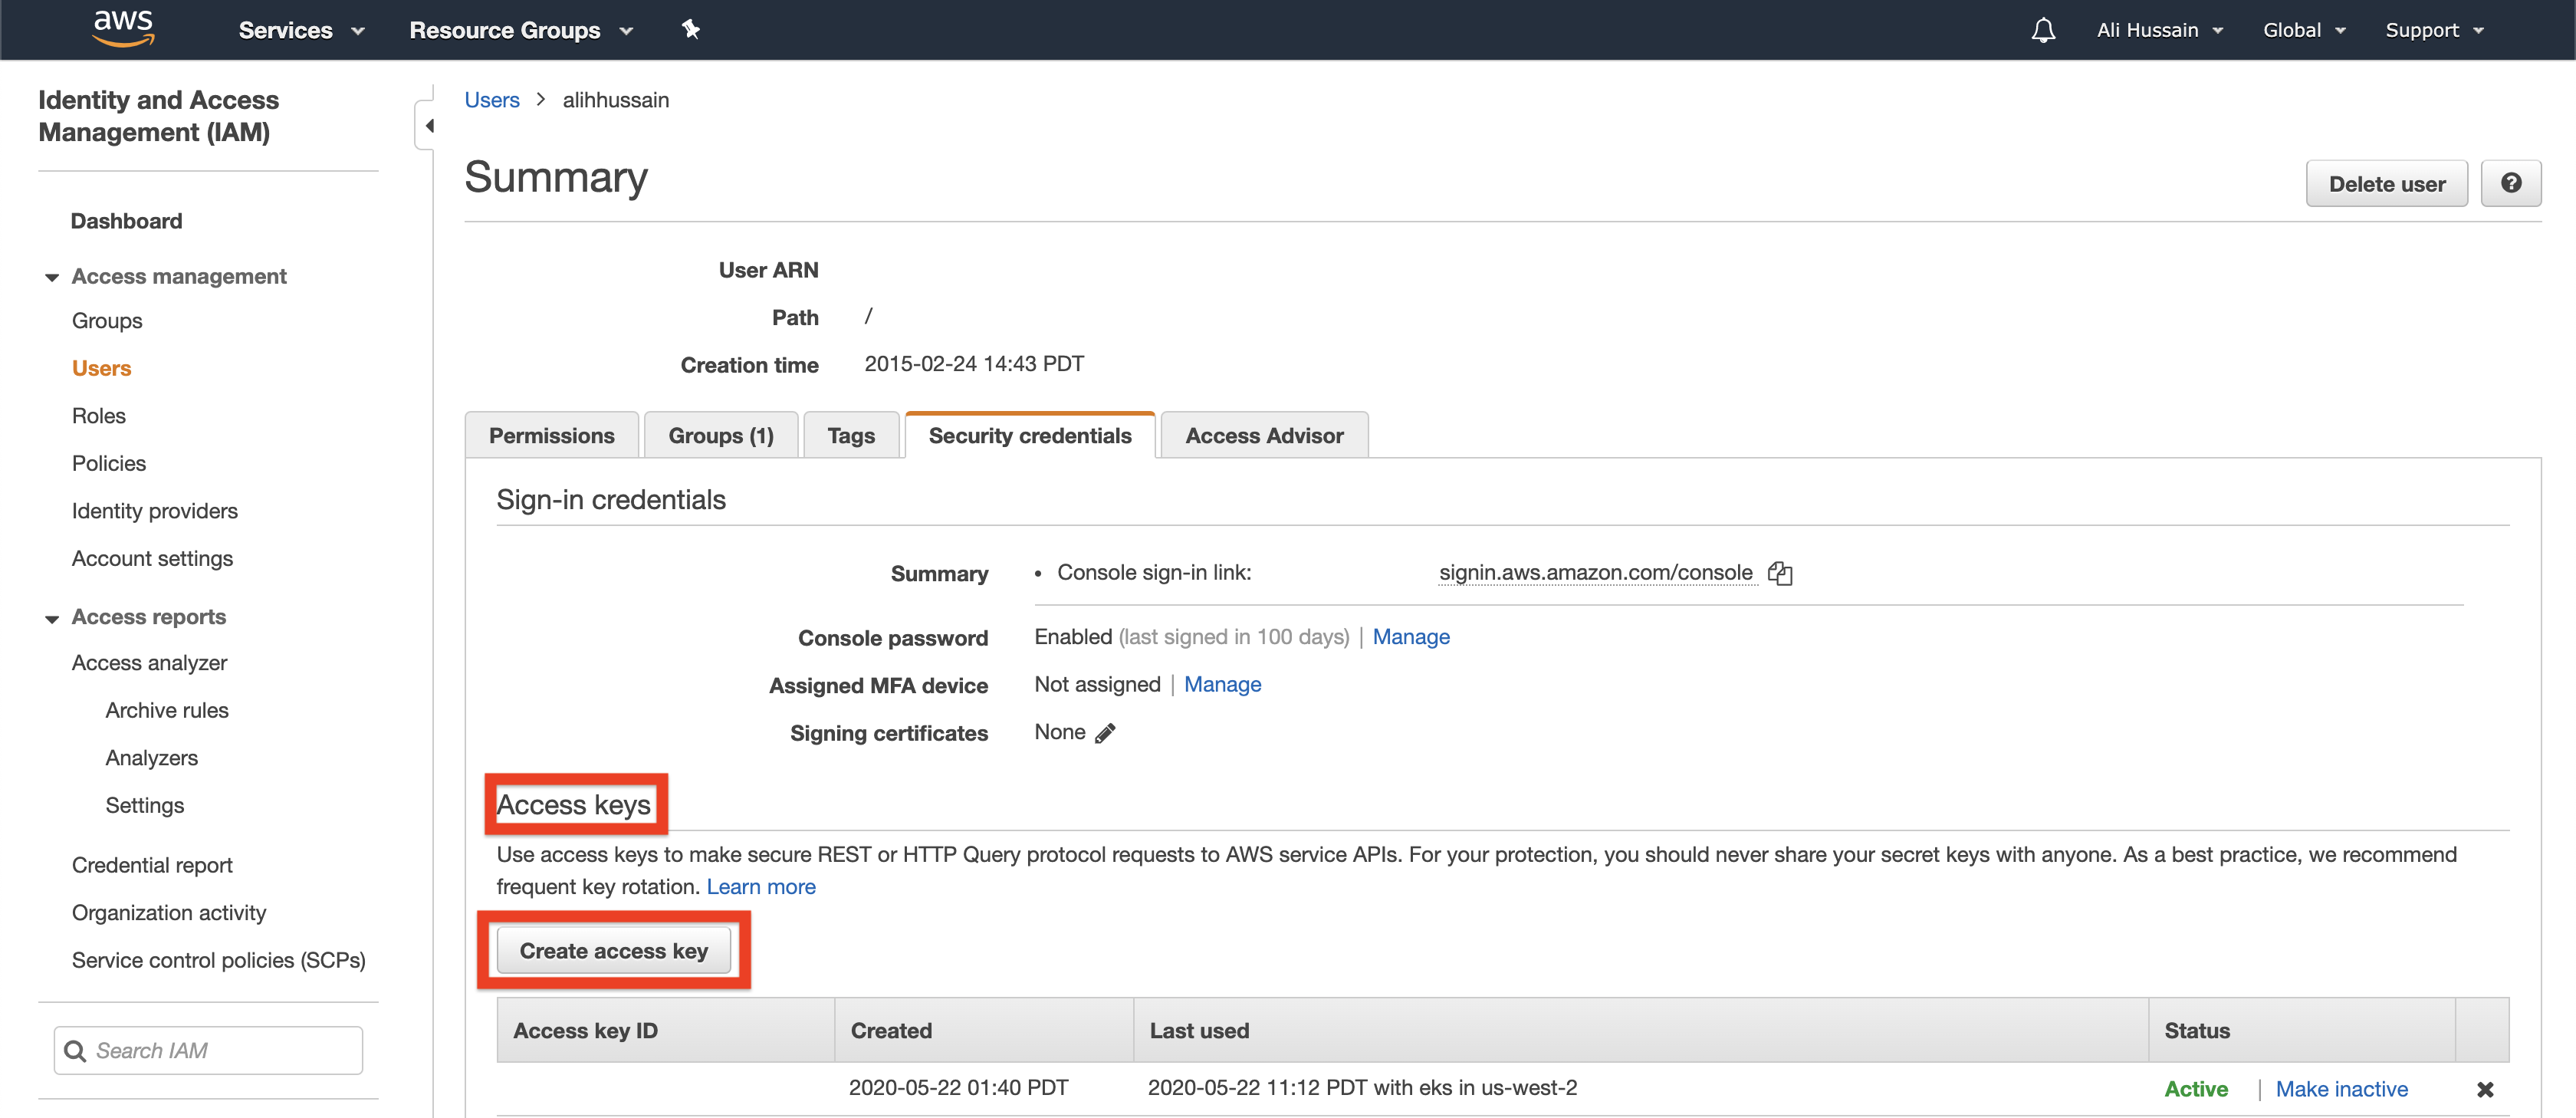 aws Services Resource Groups Ali Hussain Global Support
Identity and Access
Management (IAM)
Dashboard
Access management
Groups
Users
Roles
Policies
Identity providers
Account settings
Access reports
Access analyzer
Archive rules
Analyzers
Settings
Credential report
Organization activity
Service control policies (SCPs)
Search IAM
Users > alihhussain
Summary
Delete user
User ARN
Path /
Creation time 2015-02-24 14:43 PDT
Permissions Groups (1) Tags Security credentials Access Advisor
Sign-in credentials
Summary • Console sign-in link: signin.aws.amazon.com/console
Console password Enabled (last signed in 100 days) | Manage
Assigned MFA device Not assigned | Manage
Signing certificates None
Access keys
Use access keys to make secure REST or HTTP Query protocol requests to AWS service APIs. For your protection, you should never share your secret keys with anyone. As a best practice, we recommend
frequent key rotation. Learn more
Create access key
Access key ID Created Last used Status
2020-05-22 01:40 PDT 2020-05-22 11:12 PDT with eks in us-west-2 Active | Make inactive